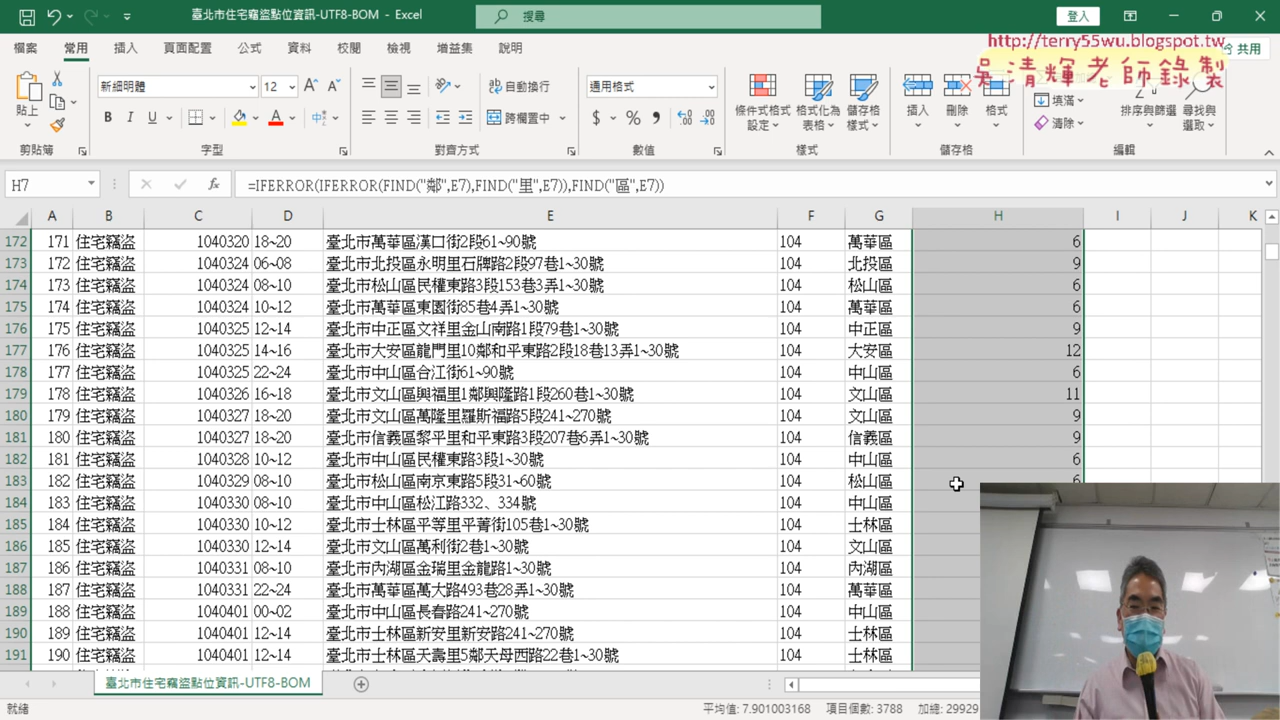 臺北市住宅竊盜點位資訊-UTF8-BOM - Excel
搜尋
登入
檔案 常用 插入 頁面配置 公式 資料 校閱 檢視 增益集 說明
共用
http://terry55wu.blogspot.tw
吳清輝老師錄製
貼上
新細明體 12
B I U
自動換行
跨欄置中
通用格式
$ %
條件式格式設定
格式化為表格
儲存格樣式
插入
刪除
格式
填滿
清除
排序與篩選
尋找與選取
剪貼簿 字型 對齊方式 數值 樣式 儲存格 編輯
H7 fx =IFERROR(IFERROR(FIND("鄰",E7),FIND("里",E7)),FIND("區",E7))
A B C D E F G H I J K
172 171 住宅竊盜 1040320 18~20 臺北市萬華區漢口街2段61~90號 104 萬華區 6
173 172 住宅竊盜 1040324 06~08 臺北市北投區永明里石牌路2段97巷1~30號 104 北投區 9
174 173 住宅竊盜 1040324 08~10 臺北市松山區民權東路3段153巷3弄1~30號 104 松山區 6
175 174 住宅竊盜 1040324 10~12 臺北市萬華區東園街85巷4弄1~30號 104 萬華區 6
176 175 住宅竊盜 1040325 12~14 臺北市中正區文祥里金山南路1段79巷1~30號 104 中正區 9
177 176 住宅竊盜 1040325 14~16 臺北市大安區龍門里10鄰和平東路2段18巷13弄1~30號 104 大安區 12
178 177 住宅竊盜 1040325 22~24 臺北市中山區合江街61~90號 104 中山區 6
179 178 住宅竊盜 1040326 16~18 臺北市文山區興福里1鄰興隆路1段260巷1~30號 104 文山區 11
180 179 住宅竊盜 1040327 18~20 臺北市文山區萬隆里羅斯福路5段241~270號 104 文山區 9
181 180 住宅竊盜 1040327 18~20 臺北市信義區黎平里和平東路3段207巷6弄1~30號 104 信義區 9
182 181 住宅竊盜 1040328 10~12 臺北市中山區民權東路3段1~30號 104 中山區 6
183 182 住宅竊盜 1040329 08~10 臺北市松山區南京東路5段31~60號 104 松山區 6
184 183 住宅竊盜 1040330 08~10 臺北市中山區松江路332、334號 104 中山區
185 184 住宅竊盜 1040330 10~12 臺北市士林區平等里平菁街105巷1~30號 104 士林區
186 185 住宅竊盜 1040330 12~14 臺北市文山區萬利街2巷1~30號 104 文山區
187 186 住宅竊盜 1040331 08~10 臺北市內湖區金瑞里金龍路1~30號 104 內湖區
188 187 住宅竊盜 1040331 22~24 臺北市萬華區萬大路493巷28弄1~30號 104 萬華區
189 188 住宅竊盜 1040401 00~02 臺北市中山區長春路241~270號 104 中山區
190 189 住宅竊盜 1040401 12~14 臺北市士林區新安里新安路241~270號 104 士林區
191 190 住宅竊盜 1040401 12~14 臺北市士林區天壽里5鄰天母西路22巷1~30號 104 士林區
臺北市住宅竊盜點位資訊-UTF8-BOM
就緒 平均值: 7.901003168 項目個數: 3788 加總: 29929